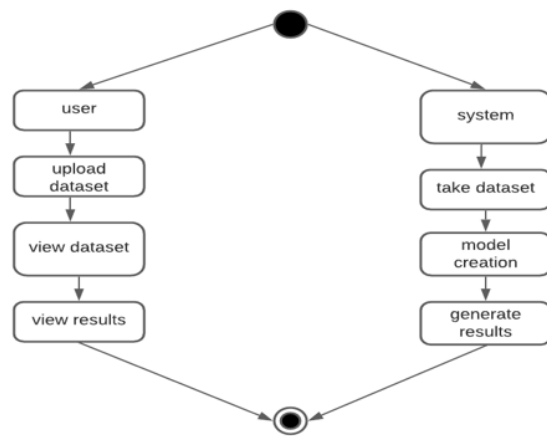 user
upload
dataset
view dataset
view results
system
take dataset
model
creation
generate
results